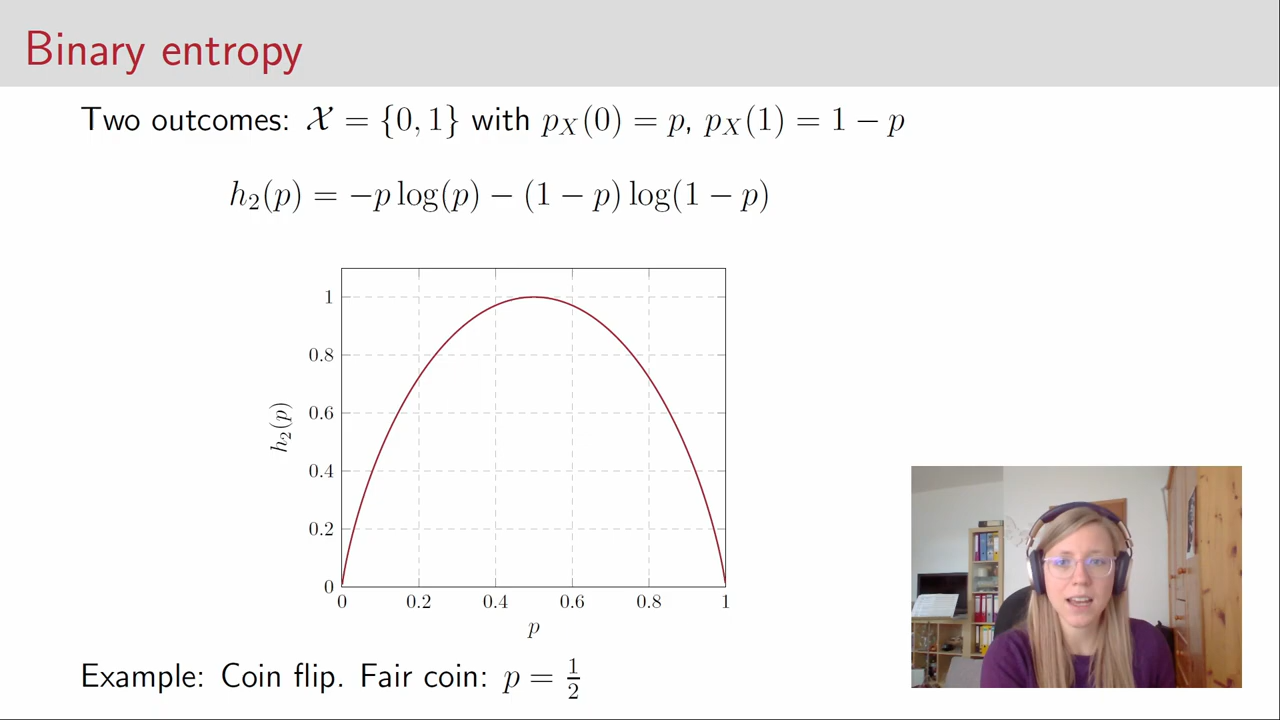 Binary entropy
Two outcomes: 𝒳 = {0, 1} with p_X(0) = p, p_X(1) = 1 − p
h₂(p) = −p log(p) − (1 − p) log(1 − p)
1
0.8
0.6
0.4
0.2
0
h₂(p)
0 0.2 0.4 0.6 0.8 1
p
Example: Coin flip. Fair coin: p = 1/2